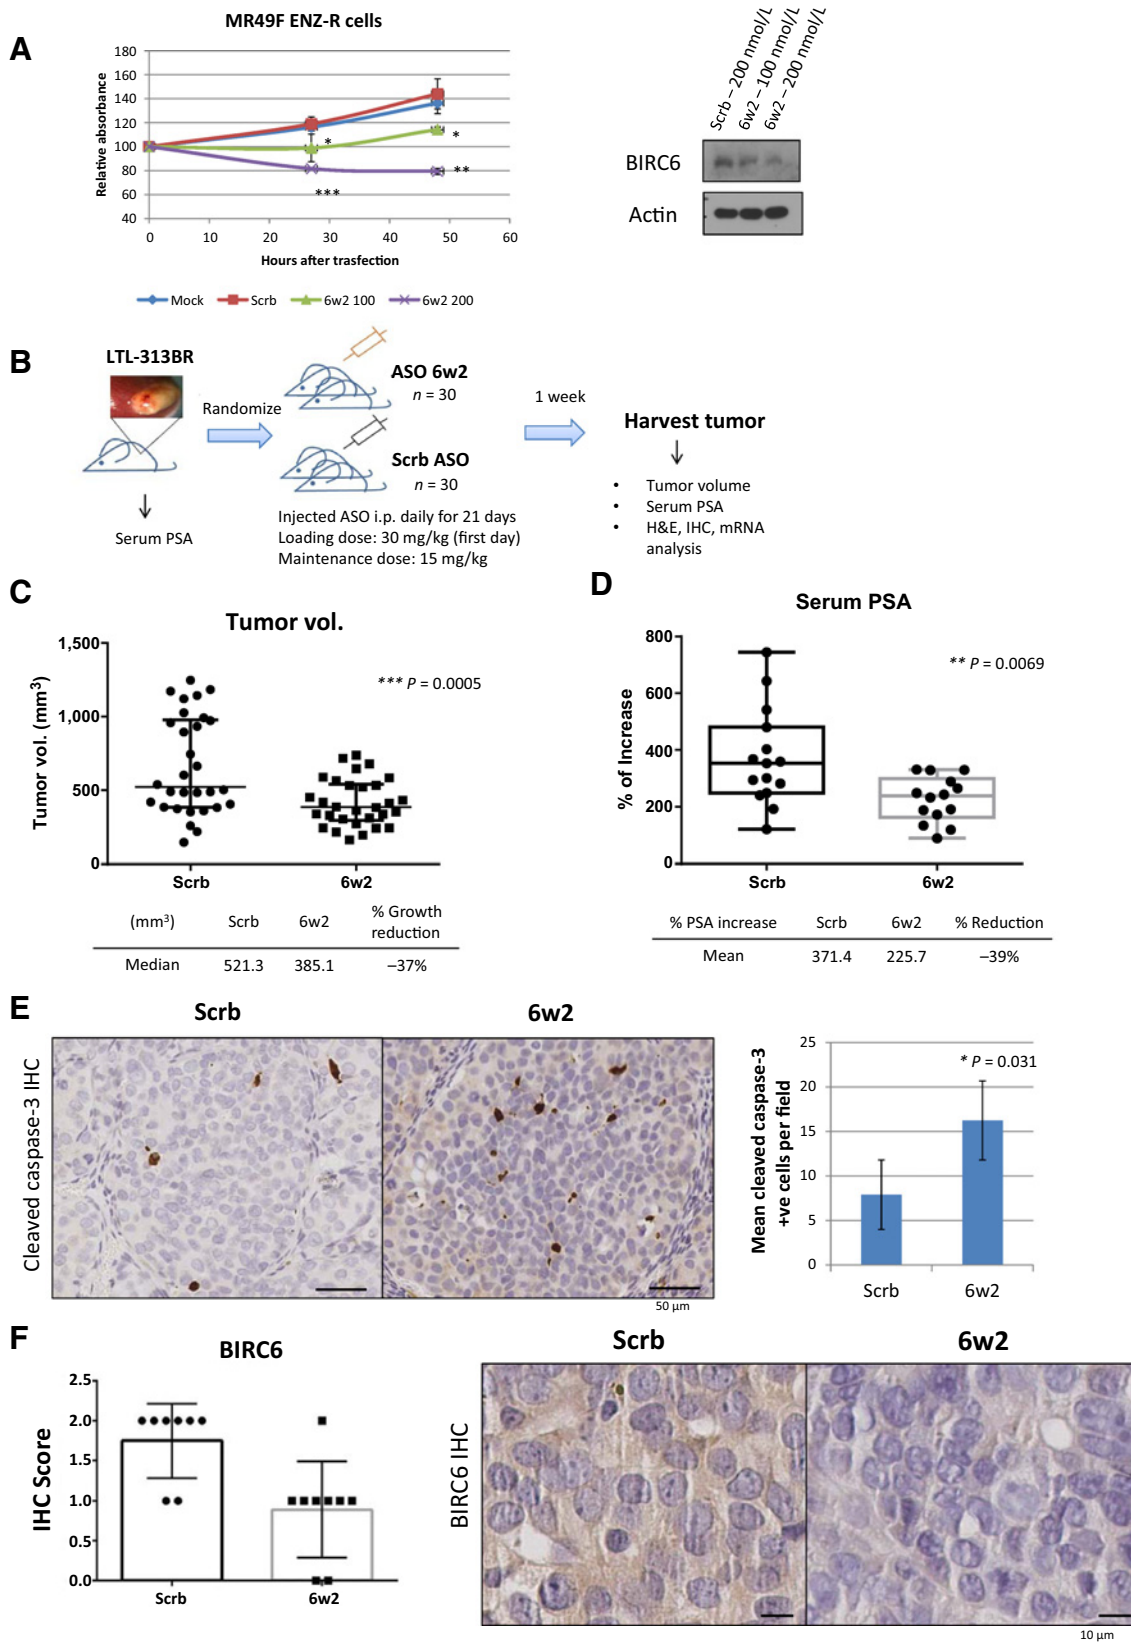 A
MR49F ENZ-R cells
Relative absorbance
180
160
140
120
100
80
60
40
*
*
**
***
0 10 20 30 40 50 60
Hours after trasfection
Mock Scrb 6w2 100 6w2 200
Scrb – 200 nmol/L
6w2 – 100 nmol/L
6w2 – 200 nmol/L
BIRC6
Actin
B
LTL-313BR
Serum PSA
Randomize
ASO 6w2
n = 30
Scrb ASO
n = 30
Injected ASO i.p. daily for 21 days
Loading dose: 30 mg/kg (first day)
Maintenance dose: 15 mg/kg
1 week
Harvest tumor
• Tumor volume
• Serum PSA
• H&E, IHC, mRNA
analysis
C
Tumor vol.
Tumor vol. (mm³)
1,500
1,000
500
0
*** P = 0.0005
Scrb 6w2
(mm³) Scrb 6w2 % Growth
reduction
Median 521.3 385.1 –37%
D
Serum PSA
% of Increase
800
600
400
200
0
** P = 0.0069
Scrb 6w2
% PSA increase Scrb 6w2 % Reduction
Mean 371.4 225.7 –39%
E
Scrb 6w2
Cleaved caspase-3 IHC
50 µm
Mean cleaved caspase-3
+ve cells per field
25
20
15
10
5
0
* P = 0.031
Scrb 6w2
F
BIRC6
IHC Score
2.5
2.0
1.5
1.0
0.5
0.0
Scrb 6w2
Scrb 6w2
BIRC6 IHC
10 µm